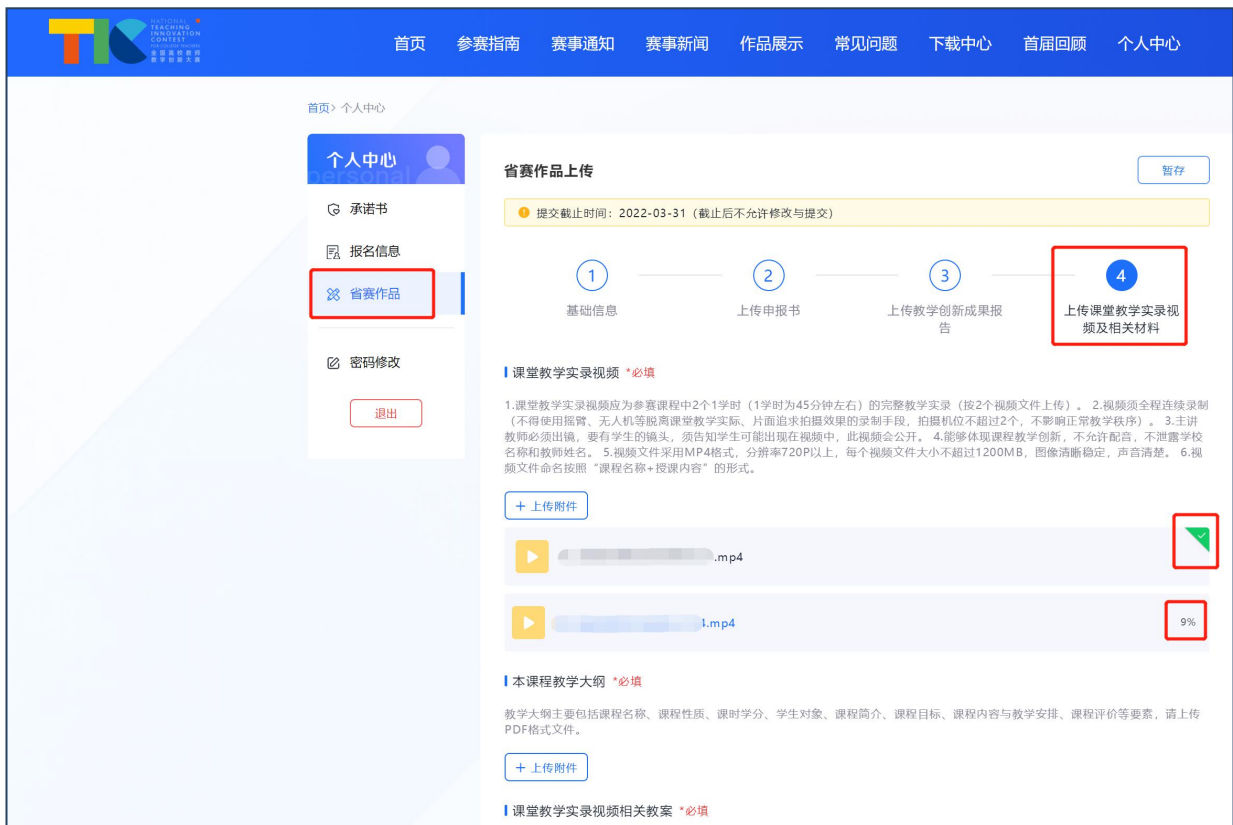 NATIONAL
TEACHING
INNOVATION
CONTEST
FOR COLLEGE TEACHERS
全国高校教师
教学创新大赛
首页 参赛指南 赛事通知 赛事新闻 作品展示 常见问题 下载中心 首届回顾 个人中心
首页> 个人中心
个人中心
personal
承诺书
报名信息
省赛作品
密码修改
退出
省赛作品上传
暂存
提交截止时间：2022-03-31（截止后不允许修改与提交）
1 2 3 4
基础信息 上传申报书 上传教学创新成果报 上传课堂教学实录视
告 频及相关材料
课堂教学实录视频 *必填
1.课堂教学实录视频应为参赛课程中2个1学时（1学时为45分钟左右）的完整教学实录（按2个视频文件上传）。 2.视频须全程连续录制
（不得使用摇臂、无人机等脱离课堂教学实际、片面追求拍摄效果的录制手段，拍摄机位不超过2个，不影响正常教学秩序）。 3.主讲
教师必须出镜，要有学生的镜头，须告知学生可能出现在视频中，此视频会公开。 4.能够体现课程教学创新，不允许配音，不泄露学校
名称和教师姓名。 5.视频文件采用MP4格式，分辨率720P以上，每个视频文件大小不超过1200MB，图像清晰稳定，声音清楚。 6.视
频文件命名按照“课程名称+授课内容”的形式。
+ 上传附件
.mp4
.mp4
9%
本课程教学大纲 *必填
教学大纲主要包括课程名称、课程性质、课时学分、学生对象、课程简介、课程目标、课程内容与教学安排、课程评价等要素，请上传
PDF格式文件。
+ 上传附件
课堂教学实录视频相关教案 *必填